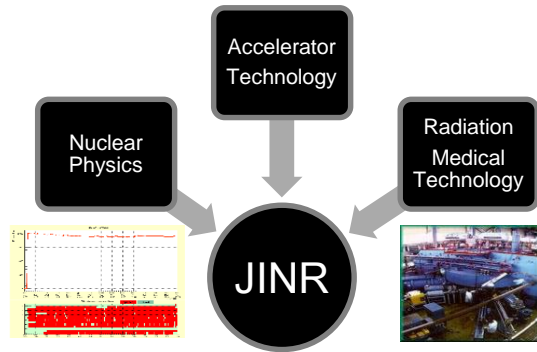 Accelerator
Technology
Nuclear
Physics
Radiation
Medical
Technology
JINR